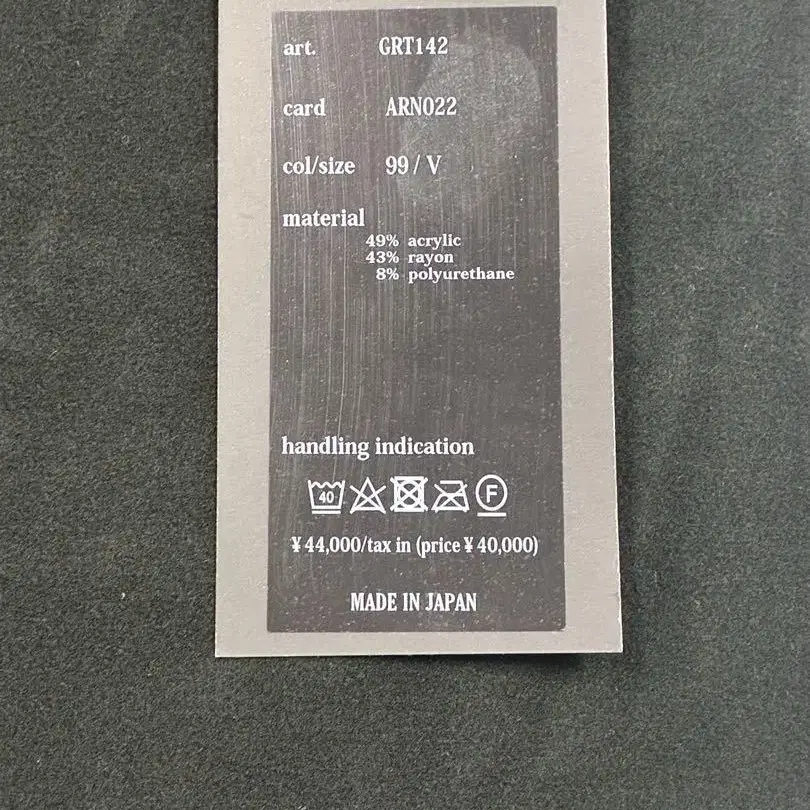 art. GRT142
card ARN022
col/size 99 / V
material
49% acrylic
43% rayon
8% polyurethane
handling indication
40 F
¥44,000/tax in (price ¥40,000)
MADE IN JAPAN